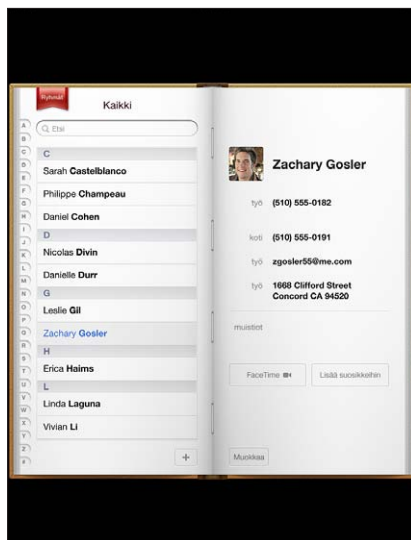 Ryhmät
Kaikki
Etsi
A
B
C
D
E
F
G
H
I
J
K
L
M
N
O
P
Q
R
S
T
U
V
W
X
Y
Z
#
C
Sarah Castelblanco
Philippe Champeau
Daniel Cohen
D
Nicolas Divin
Danielle Durr
G
Leslie Gil
Zachary Gosler
H
Erica Haims
L
Linda Laguna
Vivian Li
+
Zachary Gosler
työ (510) 555-0182
koti (510) 555-0191
työ zgosler55@me.com
työ 1668 Clifford Street
Concord CA 94520
muistiot
FaceTime
Lisää suosikkeihin
Muokkaa